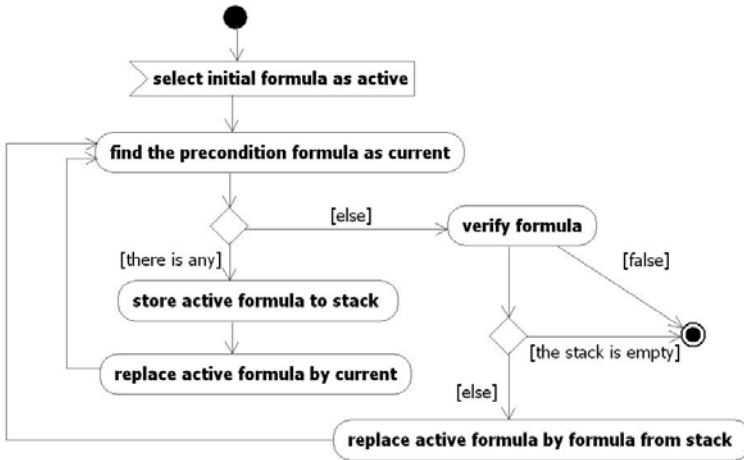 select initial formula as active
find the precondition formula as current
[else]
verify formula
[there is any]
[false]
store active formula to stack
[the stack is empty]
replace active formula by current
[else]
replace active formula by formula from stack